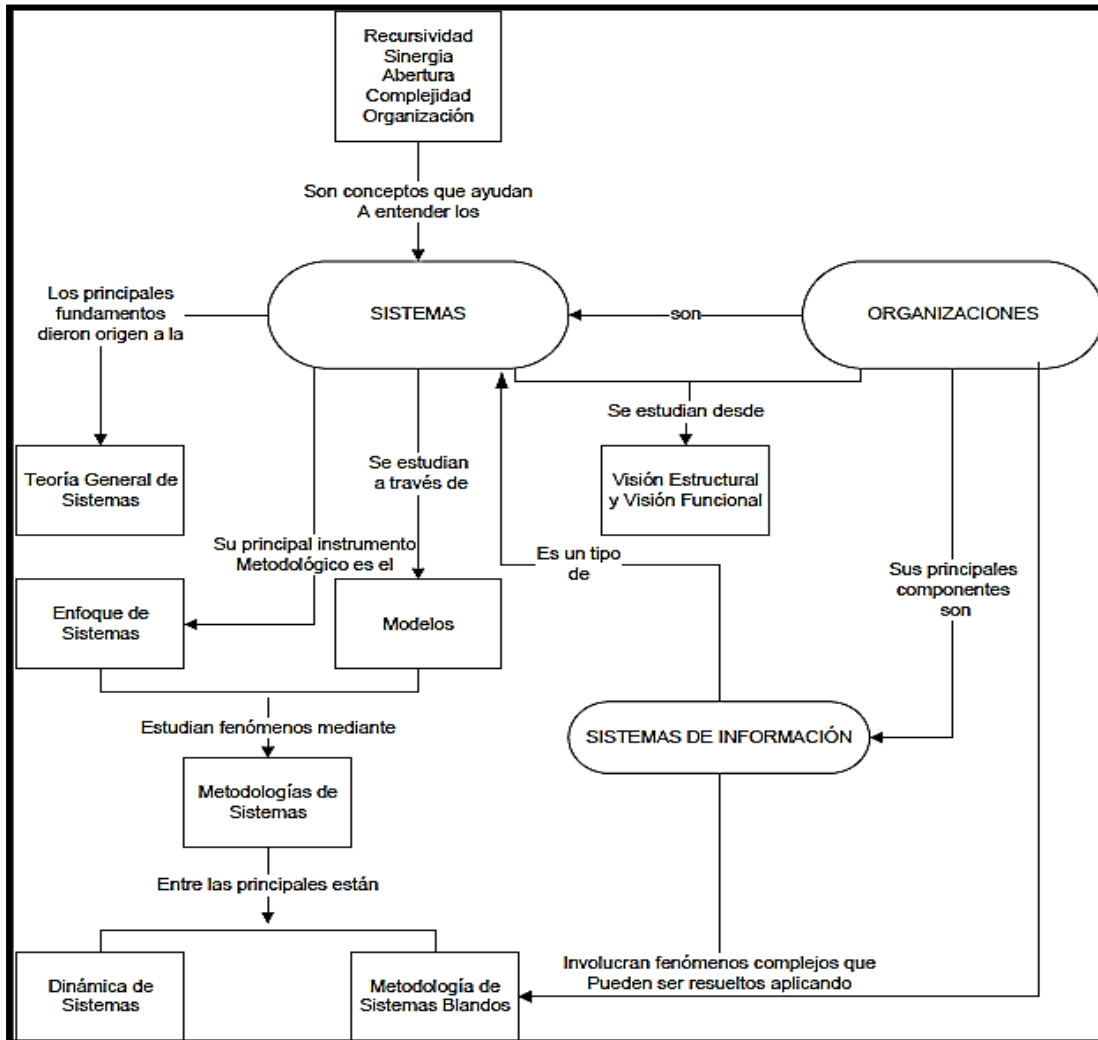 Recursividad
Sinergia
Abertura
Complejidad
Organización
Son conceptos que ayudan
A entender los
Los principales
fundamentos
dieron origen a la
SISTEMAS
son
ORGANIZACIONES
Se estudian desde
Teoría General de
Sistemas
Se estudian
a través de
Visión Estructural
y Visión Funcional
Su principal instrumento
Metodológico es el
Es un tipo
de
Sus principales
componentes
son
Enfoque de
Sistemas
Modelos
Estudian fenómenos mediante
SISTEMAS DE INFORMACIÓN
Metodologías de
Sistemas
Entre las principales están
Dinámica de
Sistemas
Metodología de
Sistemas Blandos
Involucran fenómenos complejos que
Pueden ser resueltos aplicando